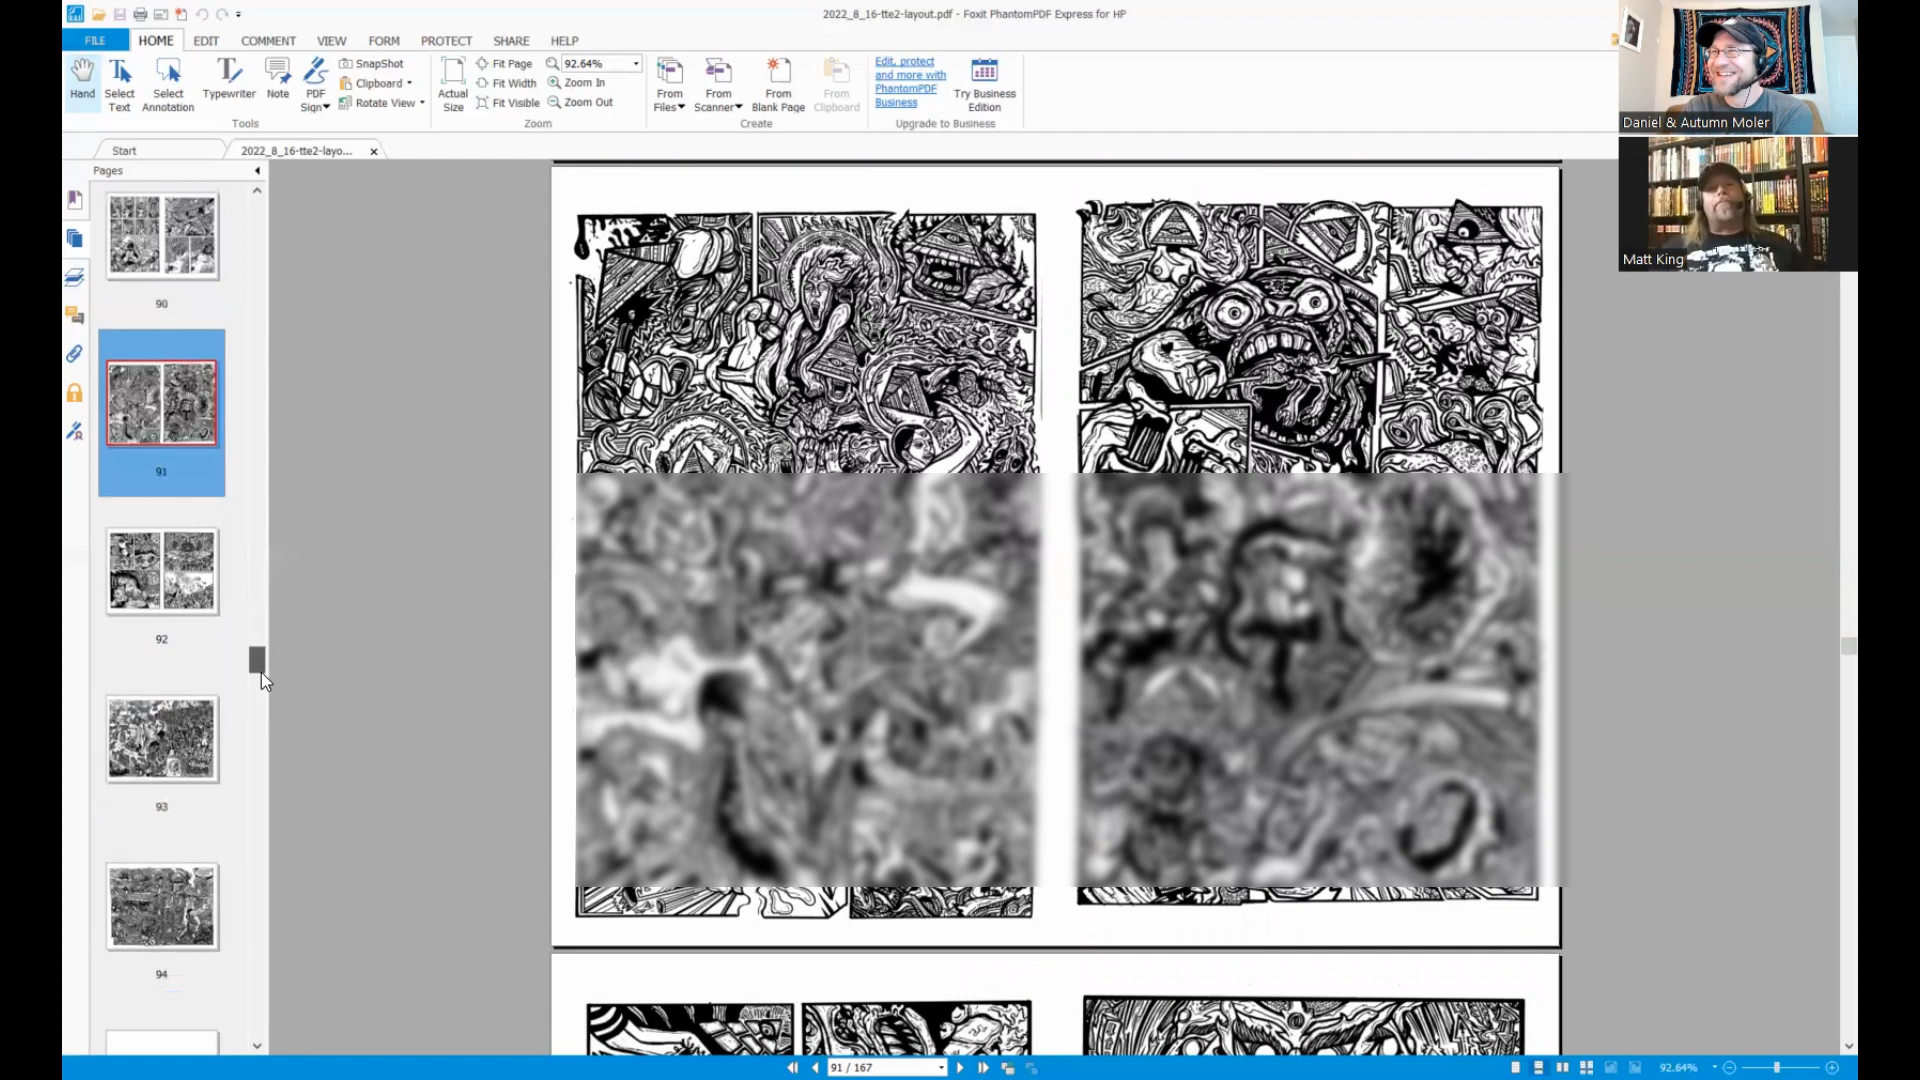 2022_8_16-tte2-layout.pdf - Foxit PhantomPDF Express for HP
FILE HOME EDIT COMMENT VIEW FORM PROTECT SHARE HELP
Hand
Select Text
Select Annotation
Typewriter
Note
PDF Sign
SnapShot
Clipboard
Rotate View
Tools
Actual Size
Fit Page
Fit Width
Fit Visible
92.64%
Zoom In
Zoom Out
Zoom
From Files
From Scanner
From Blank Page
From Clipboard
Create
Edit, protect
and more with
PhantomPDF
Business
Try Business Edition
Upgrade to Business
Daniel & Autumn Moler
Matt King
Start
2022_8_16-tte2-layo...
Pages
90
91
92
93
94
91 / 167
92.64%